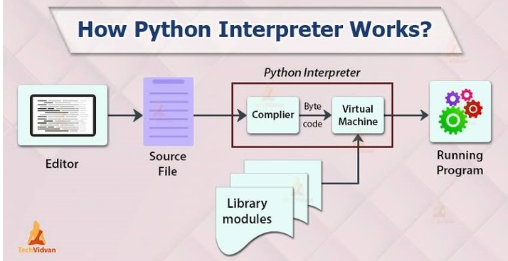 How Python Interpreter Works?
Python Interpreter
Complier
Byte
code
Virtual
Machine
Editor
Source
File
Running
Program
Library
modules
TechVidvan